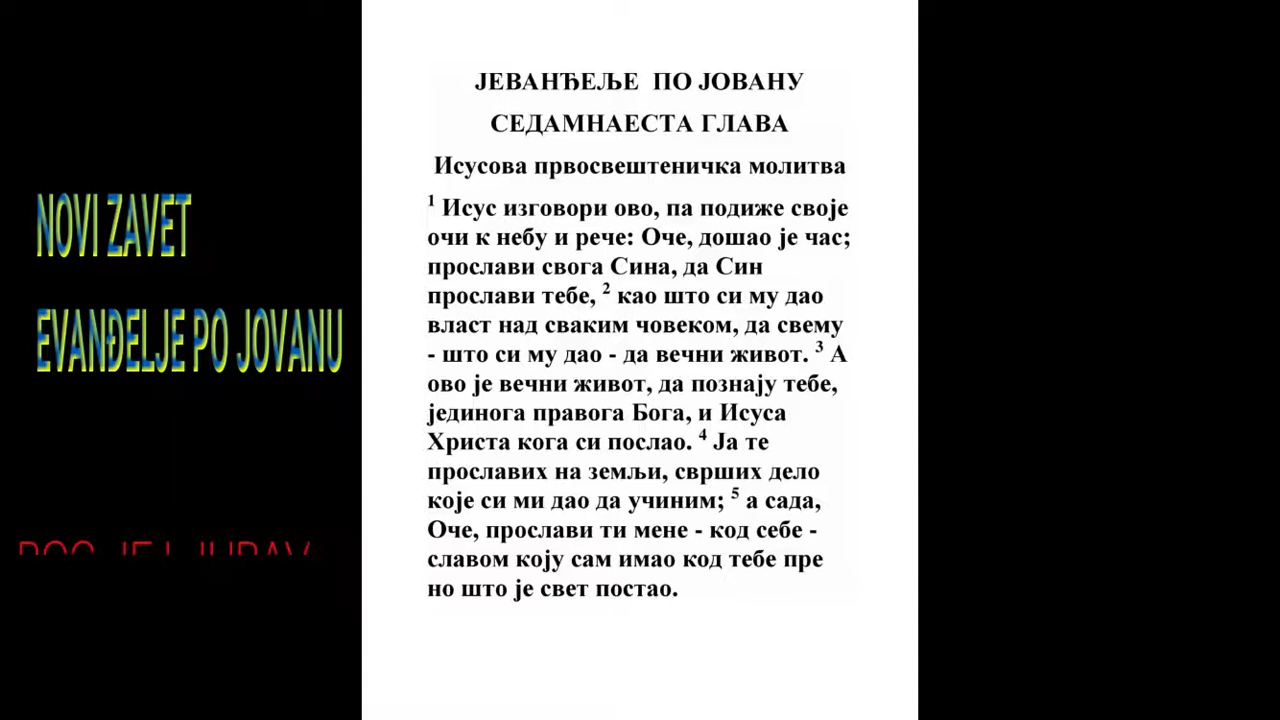 NOVI ZAVET
EVANĐELJE PO JOVANU
ЈЕВАНЂЕЉЕ ПО ЈОВАНУ
СЕДАМНАЕСТА ГЛАВА
Исусова првосвештеничка молитва
1 Исус изговори ово, па подиже своје
очи к небу и рече: Оче, дошао је час;
прослави свога Сина, да Син
прослави тебе, 2 као што си му дао
власт над сваким човеком, да свему
- што си му дао - да вечни живот. 3 А
ово је вечни живот, да познају тебе,
јединога правога Бога, и Исуса
Христа кога си послао. 4 Ја те
прославих на земљи, сврших дело
које си ми дао да учиним; 5 а сада,
Оче, прослави ти мене - код себе -
славом коју сам имао код тебе пре
но што је свет постао.